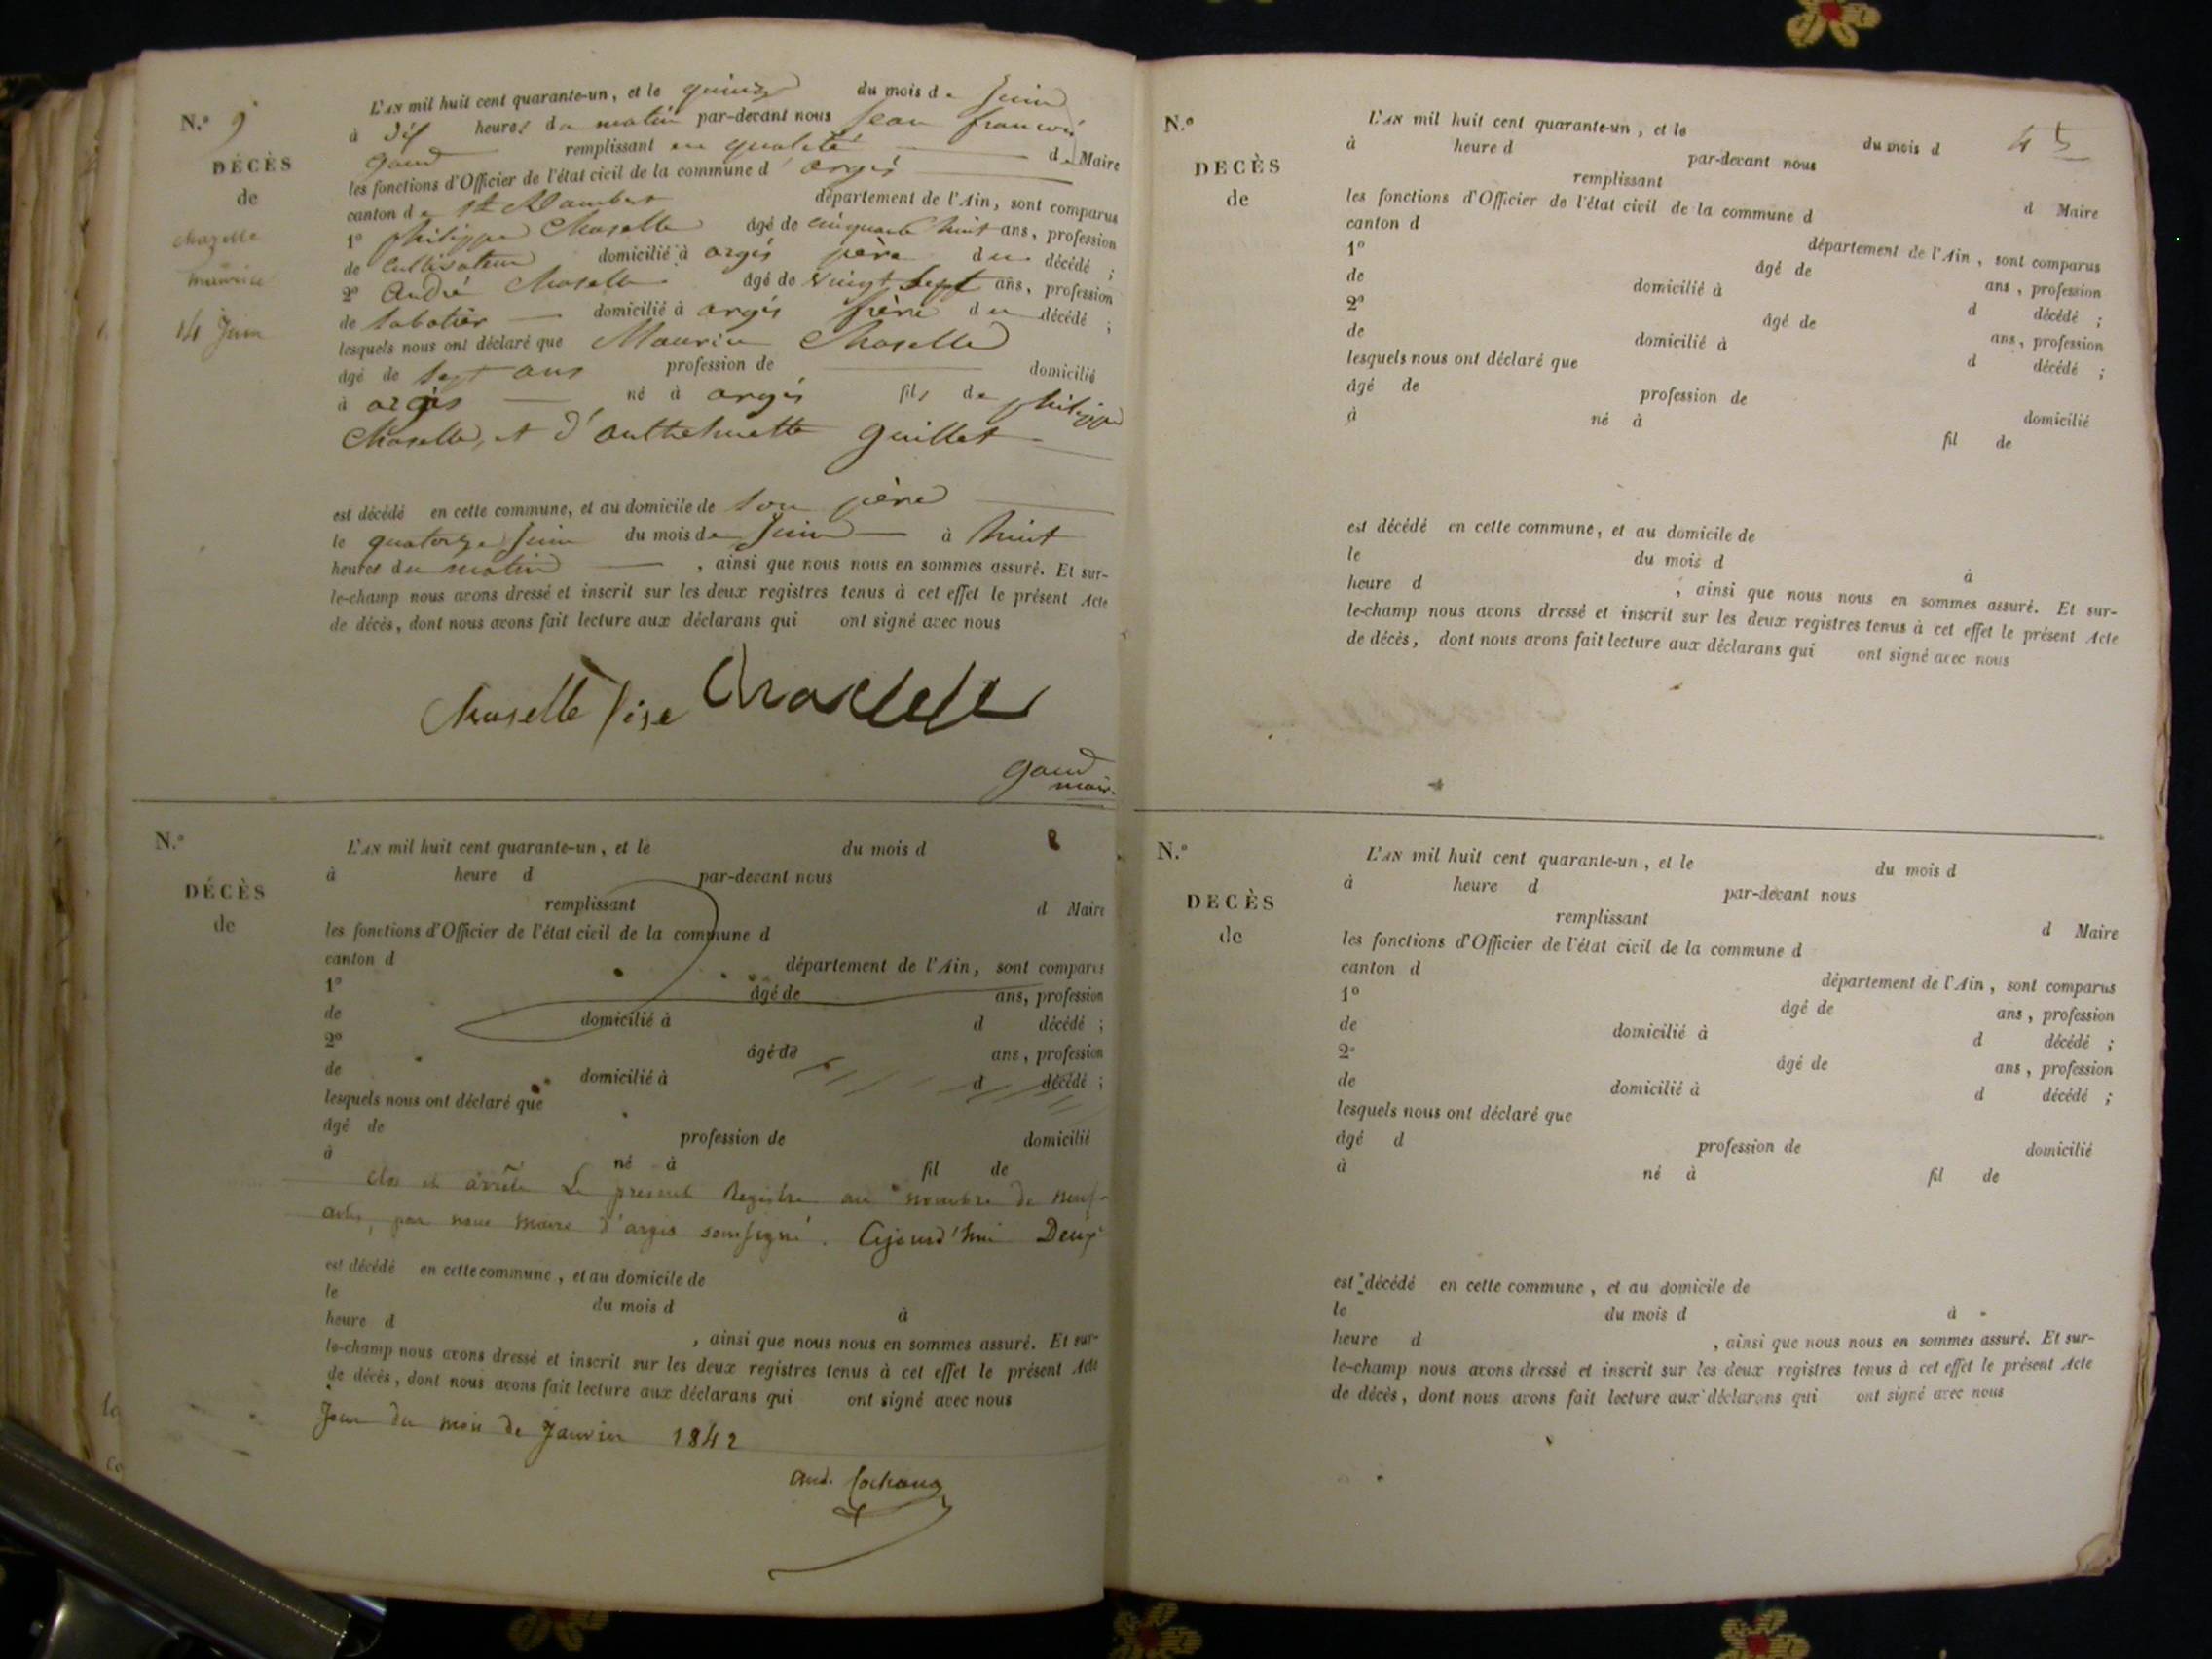 N.º 9
DÉCÈS
de
chazelle
maurice
14 Juin
L'AN mil huit cent quarante-un, et le quinze du mois de Juin
à dix heures du matin par-devant nous Jean françois
gaud remplissant en qualité de Maire
les fonctions d'Officier de l'état civil de la commune d'argis
canton de St Rambert département de l'Ain, sont comparus
1º philippe Chaselle âgé de cinquante huit ans, profession
de Cultivateur domicilié à argis père du décédé ;
2º André Chaselle âgé de vingt sept ans, profession
de sabotier domicilié à argis frère du décédé ;
lesquels nous ont déclaré que Maurice Chaselle
âgé de sept ans profession de domicilié
à argis né à argis fils de philippe
Chaselle, et d'anthelmette guillet
est décédé en cette commune, et au domicile de son père
le quatorze Juin du mois de Juin à huit
heures du matin , ainsi que nous nous en sommes assuré. Et sur-
le-champ nous avons dressé et inscrit sur les deux registres tenus à cet effet le présent Acte
de décès, dont nous avons fait lecture aux déclarans qui ont signé avec nous
Chaselle Chaselle
gaud
maire
N.º
DÉCÈS
de
L'AN mil huit cent quarante-un, et le du mois d
à heure d par-devant nous
remplissant d Maire
les fonctions d'Officier de l'état civil de la commune d
canton d département de l'Ain, sont comparus
1º âgé de ans, profession
de domicilié à d décédé ;
2º âgé de ans, profession
de domicilié à d décédé ;
lesquels nous ont déclaré que
âgé de profession de domicilié
à né à fil de
Clos et arrêté Le present Registre au nombre de neuf
actes, par nous maire d'argis soussigné. Cejourd'hui Deux
est décédé en cette commune, et au domicile de
le du mois d à
heure d , ainsi que nous nous en sommes assuré. Et sur-
le-champ nous avons dressé et inscrit sur les deux registres tenus à cet effet le présent Acte
de décès, dont nous avons fait lecture aux déclarans qui ont signé avec nous
Jour du mois de Janvier 1842
And.
45
N.º
DECÈS
de
L'AN mil huit cent quarante-un, et le du mois d
à heure d par-devant nous
remplissant d Maire
les fonctions d'Officier de l'état civil de la commune d
canton d département de l'Ain, sont comparus
1º âgé de ans, profession
de domicilié à d décédé ;
2º âgé de ans, profession
de domicilié à d décédé ;
lesquels nous ont déclaré que
âgé de profession de domicilié
à né à fil de
est décédé en cette commune, et au domicile de
le du mois d à
heure d , ainsi que nous nous en sommes assuré. Et sur-
le-champ nous avons dressé et inscrit sur les deux registres tenus à cet effet le présent Acte
de décès, dont nous avons fait lecture aux déclarans qui ont signé avec nous
N.º
DECÈS
de
L'AN mil huit cent quarante-un, et le du mois d
à heure d par-devant nous
remplissant d Maire
les fonctions d'Officier de l'état civil de la commune d
canton d département de l'Ain, sont comparus
1º âgé de ans, profession
de domicilié à d décédé ;
2º âgé de ans, profession
de domicilié à d décédé ;
lesquels nous ont déclaré que
âgé d profession de domicilié
à né à fil de
est décédé en cette commune, et au domicile de
le du mois d à
heure d , ainsi que nous nous en sommes assuré. Et sur-
le-champ nous avons dressé et inscrit sur les deux registres tenus à cet effet le présent Acte
de décès, dont nous avons fait lecture aux déclarans qui ont signé avec nous